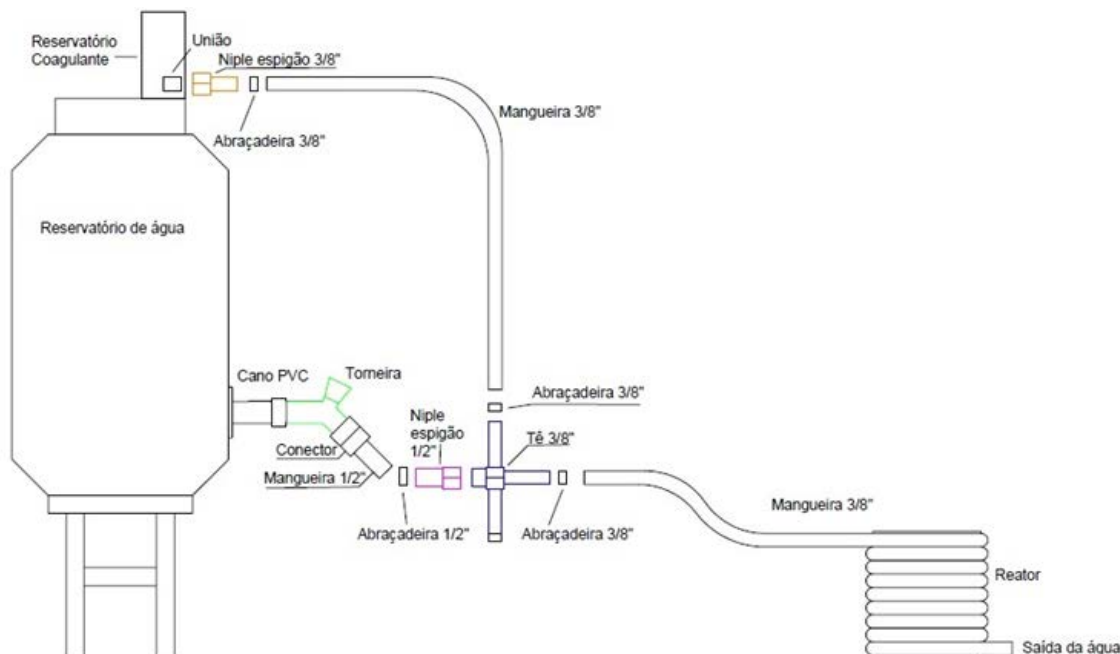 Reservatório
Coagulante
União
Niple espigão 3/8"
Abraçadeira 3/8"
Mangueira 3/8"
Reservatório de água
Cano PVC
Torneira
Abraçadeira 3/8"
Niple
espigão
1/2"
Tê 3/8"
Conector
Mangueira 1/2"
Abraçadeira 1/2"
Abraçadeira 3/8"
Mangueira 3/8"
Reator
Saída da água